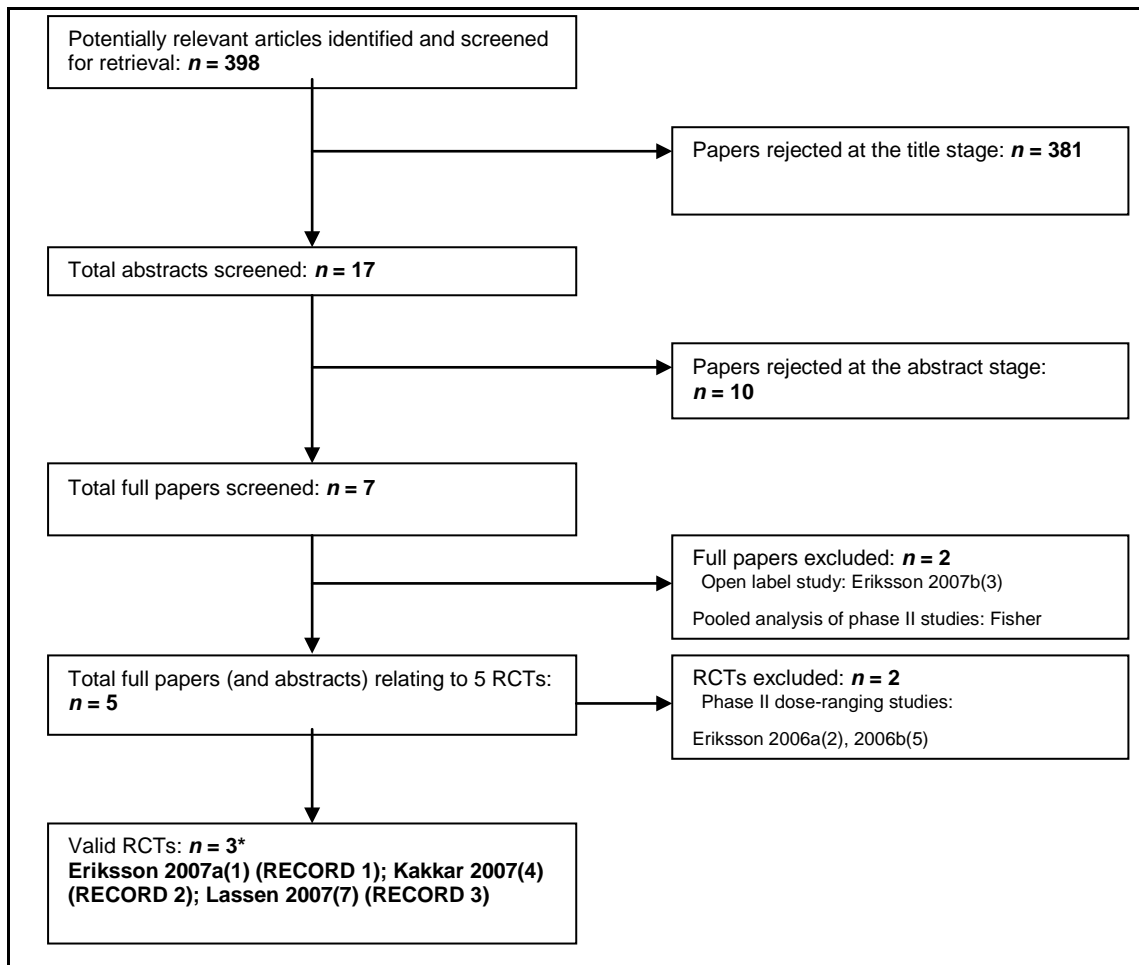 Potentially relevant articles identified and screened
for retrieval: n = 398
Papers rejected at the title stage: n = 381
Total abstracts screened: n = 17
Papers rejected at the abstract stage:
n = 10
Total full papers screened: n = 7
Full papers excluded: n = 2
Open label study: Eriksson 2007b(3)
Pooled analysis of phase II studies: Fisher
Total full papers (and abstracts) relating to 5 RCTs:
n = 5
RCTs excluded: n = 2
Phase II dose-ranging studies:
Eriksson 2006a(2), 2006b(5)
Valid RCTs: n = 3*
Eriksson 2007a(1) (RECORD 1); Kakkar 2007(4)
(RECORD 2); Lassen 2007(7) (RECORD 3)